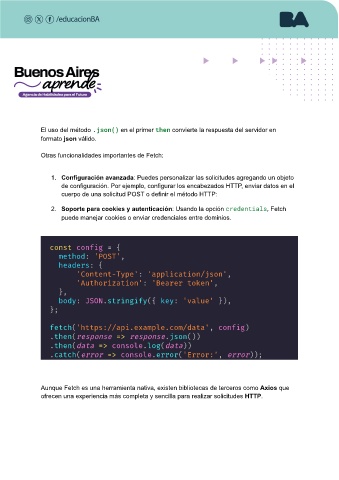 /educacionBA
BA
Buenos Aires
aprende
Agencia de Habilidades para el Futuro
El uso del método .json() en el primer then convierte la respuesta del servidor en
formato json válido.
Otras funcionalidades importantes de Fetch:
1. Configuración avanzada: Puedes personalizar las solicitudes agregando un objeto
de configuración. Por ejemplo, configurar los encabezados HTTP, enviar datos en el
cuerpo de una solicitud POST o definir el método HTTP:
2. Soporte para cookies y autenticación: Usando la opción credentials, Fetch
puede manejar cookies o enviar credenciales entre dominios.
const config = {
method: 'POST',
headers: {
'Content-Type': 'application/json',
'Authorization': 'Bearer token',
},
body: JSON.stringify({ key: 'value' }),
};
fetch('https://api.example.com/data', config)
.then(response => response.json())
.then(data => console.log(data))
.catch(error => console.error('Error:', error));
Aunque Fetch es una herramienta nativa, existen bibliotecas de terceros como Axios que
ofrecen una experiencia más completa y sencilla para realizar solicitudes HTTP.